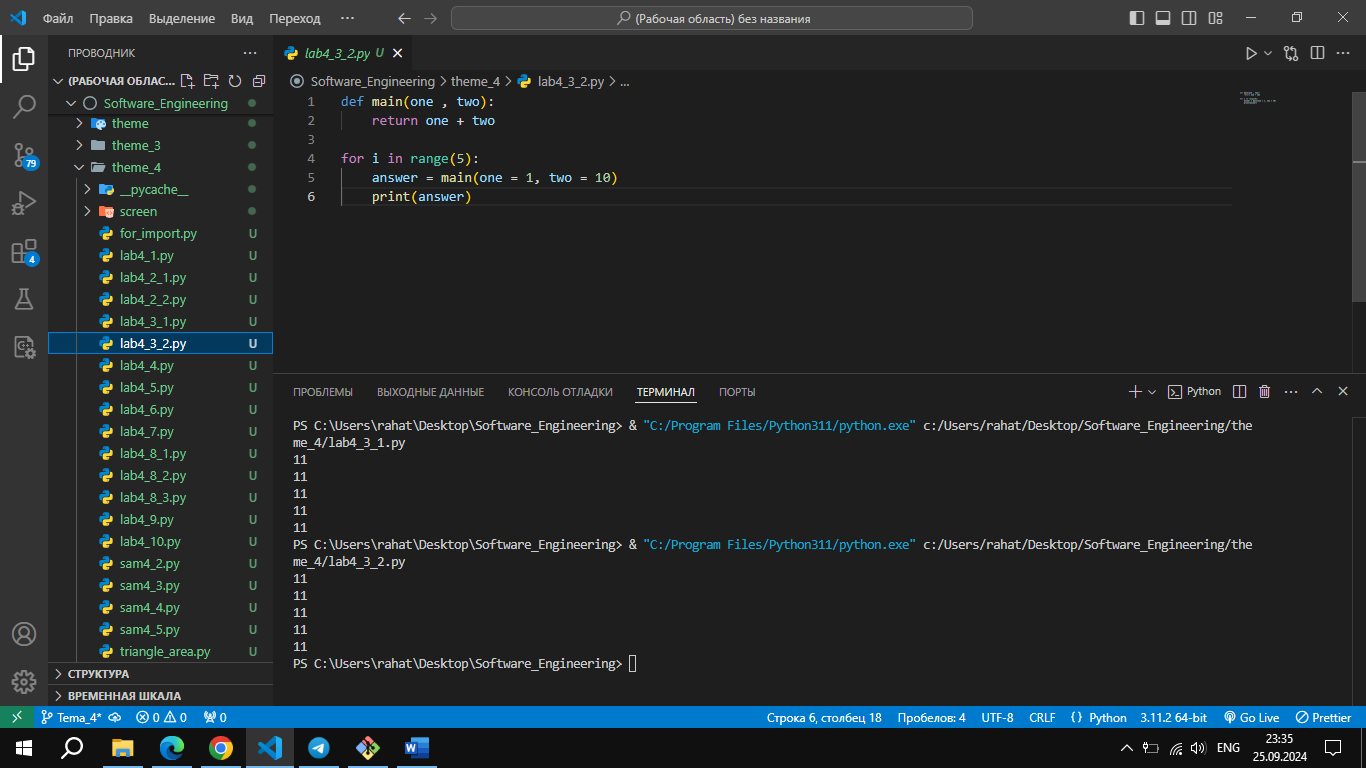 Файл Правка Выделение Вид Переход ··· (Рабочая область) без названия
ПРОВОДНИК ···
(РАБОЧАЯ ОБЛАС...
Software_Engineering
theme
theme_3
theme_4
__pycache__
screen
for_import.py U
lab4_1.py U
lab4_2_1.py U
lab4_2_2.py U
lab4_3_1.py U
lab4_3_2.py U
lab4_4.py U
lab4_5.py U
lab4_6.py U
lab4_7.py U
lab4_8_1.py U
lab4_8_2.py U
lab4_8_3.py U
lab4_9.py U
lab4_10.py U
sam4_2.py U
sam4_3.py U
sam4_4.py U
sam4_5.py U
triangle_area.py U
СТРУКТУРА
ВРЕМЕННАЯ ШКАЛА
79
4
lab4_3_2.py U
Software_Engineering > theme_4 > lab4_3_2.py > ...
1 def main(one , two):
2 return one + two
3
4 for i in range(5):
5 answer = main(one = 1, two = 10)
6 print(answer)
ПРОБЛЕМЫ ВЫХОДНЫЕ ДАННЫЕ КОНСОЛЬ ОТЛАДКИ ТЕРМИНАЛ ПОРТЫ Python
PS C:\Users\rahat\Desktop\Software_Engineering> & "C:/Program Files/Python311/python.exe" c:/Users/rahat/Desktop/Software_Engineering/the
me_4/lab4_3_1.py
11
11
11
11
11
PS C:\Users\rahat\Desktop\Software_Engineering> & "C:/Program Files/Python311/python.exe" c:/Users/rahat/Desktop/Software_Engineering/the
me_4/lab4_3_2.py
11
11
11
11
11
PS C:\Users\rahat\Desktop\Software_Engineering>
Tema_4* 0 0 0 Строка 6, столбец 18 Пробелов: 4 UTF-8 CRLF Python 3.11.2 64-bit Go Live Prettier
ENG 23:35
25.09.2024